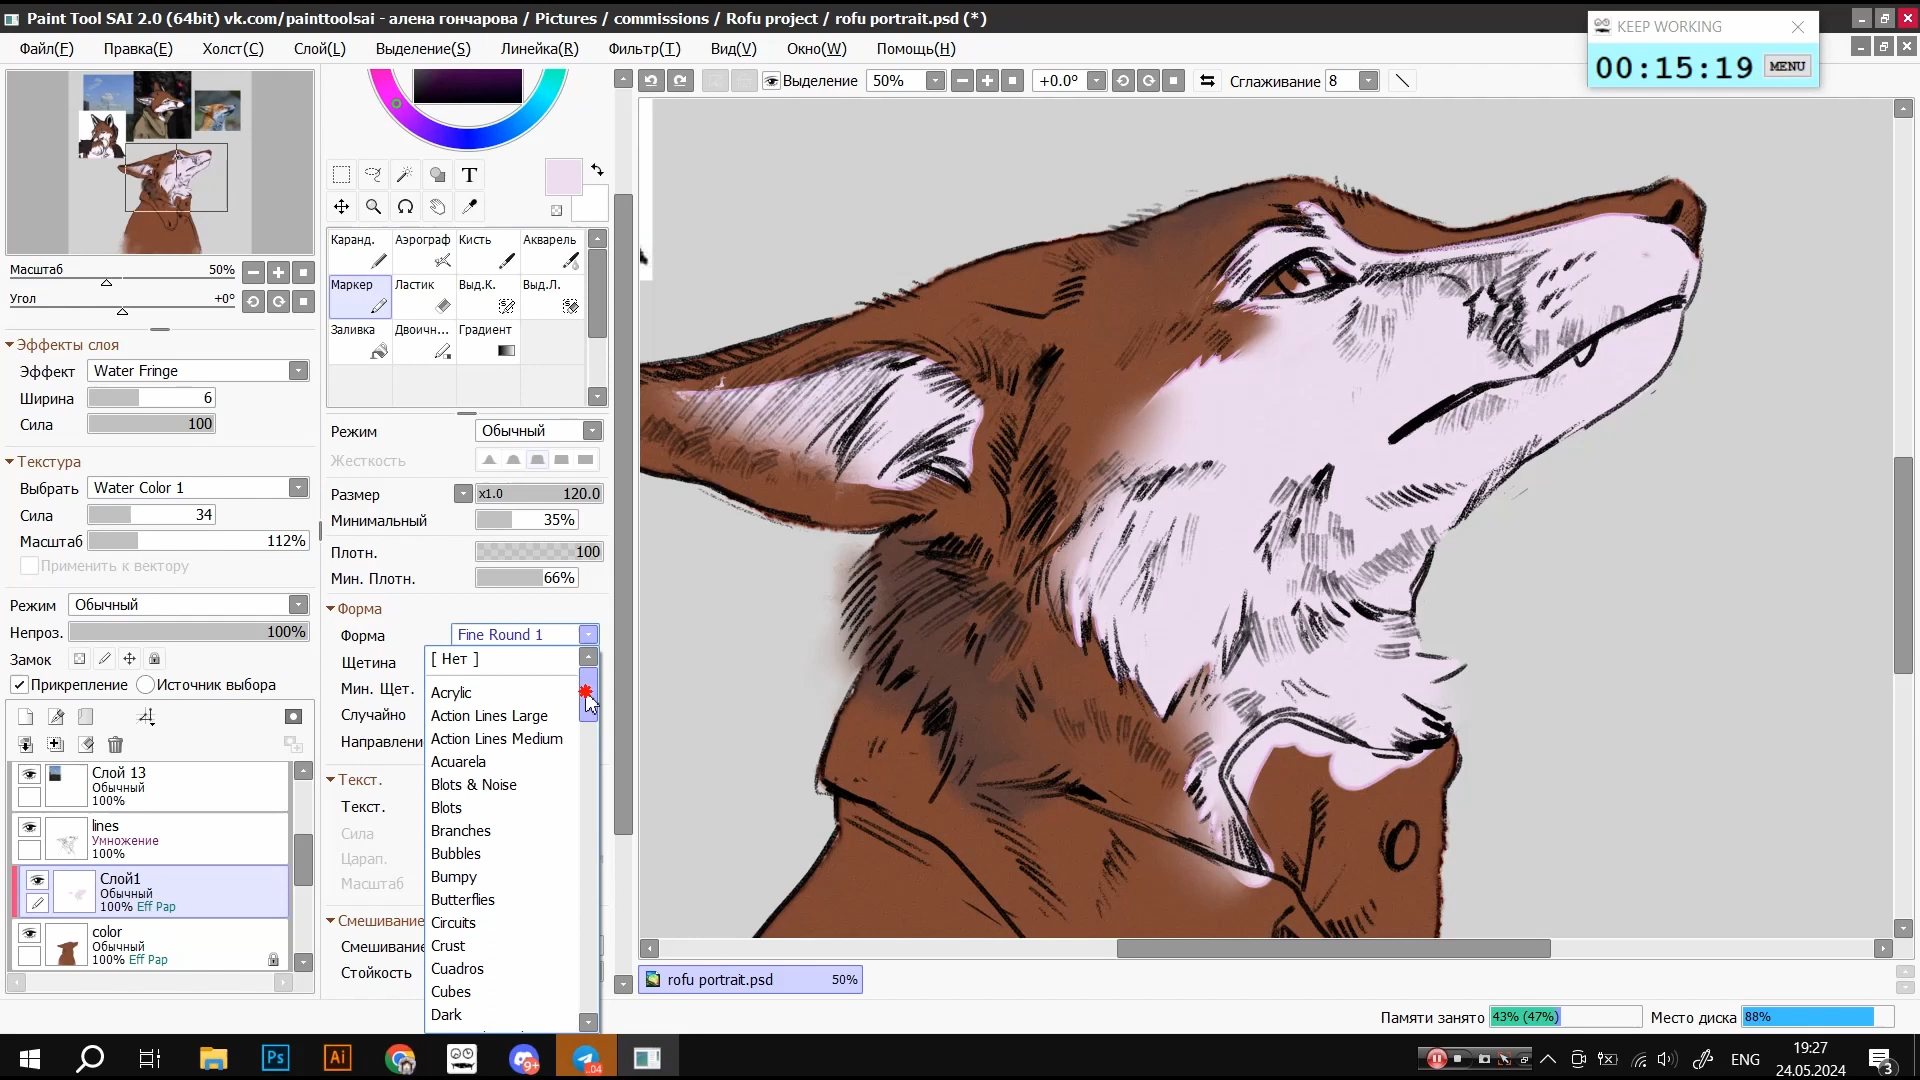 Paint Tool SAI 2.0 (64bit) vk.com/painttoolsai - алена гончарова / Pictures / commissions / Rofu project / rofu portrait.psd (*)
KEEP WORKING
00:15:19 MENU
Файл(F) Правка(E) Холст(C) Слой(L) Выделение(S) Линейка(R) Фильтр(T) Вид(V) Окно(W) Помощь(H)
Выделение 50% +0.0° Сглаживание 8
Масштаб 50%
Угол +0°
Эффекты слоя
Эффект Water Fringe
Ширина 6
Сила 100
Текстура
Выбрать Water Color 1
Сила 34
Масштаб 112%
Применить к вектору
Режим Обычный
Непроз. 100%
Замок
Прикрепление Источник выбора
Слой 13
Обычный
100%
lines
Умножение
100%
Слой1
Обычный
100% Eff Pap
color
Обычный
100% Eff Pap
T
Каранд. Аэрограф Кисть Акварель
Маркер Ластик Выд.К. Выд.Л.
Заливка Двоичн... Градиент
Режим Обычный
Жесткость
Размер x1.0 120.0
Минимальный 35%
Плотн. 100
Мин. Плотн. 66%
Форма
Форма Fine Round 1
Щетина
Мин. Щет.
Случайно
Направлени
Текст.
Текст.
Сила
Царап.
Масштаб
Смешивание
Смешивание
Стойкость
[ Нет ]
Acrylic
Action Lines Large
Action Lines Medium
Acuarela
Blots & Noise
Blots
Branches
Bubbles
Bumpy
Butterflies
Circuits
Crust
Cuadros
Cubes
Dark
rofu portrait.psd 50%
Памяти занято 43% (47%) Место диска 88%
Ps Ai 9+ ..04
ENG 19:27
24.05.2024 3